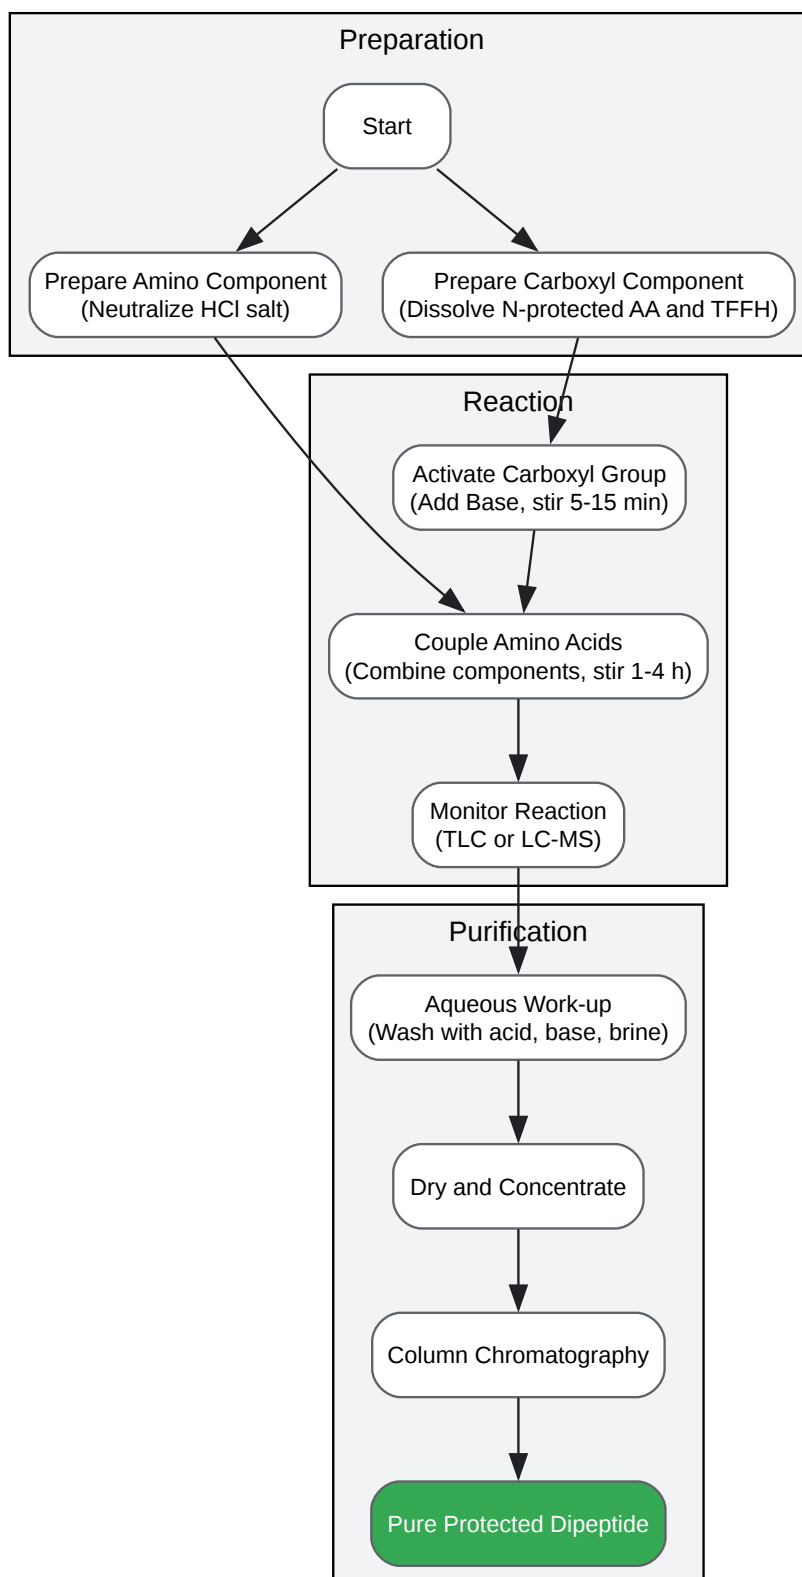 Preparation
Start
Prepare Amino Component
(Neutralize HCl salt)
Prepare Carboxyl Component
(Dissolve N-protected AA and TFFH)
Reaction
Activate Carboxyl Group
(Add Base, stir 5-15 min)
Couple Amino Acids
(Combine components, stir 1-4 h)
Monitor Reaction
(TLC or LC-MS)
Purification
Aqueous Work-up
(Wash with acid, base, brine)
Dry and Concentrate
Column Chromatography
Pure Protected Dipeptide